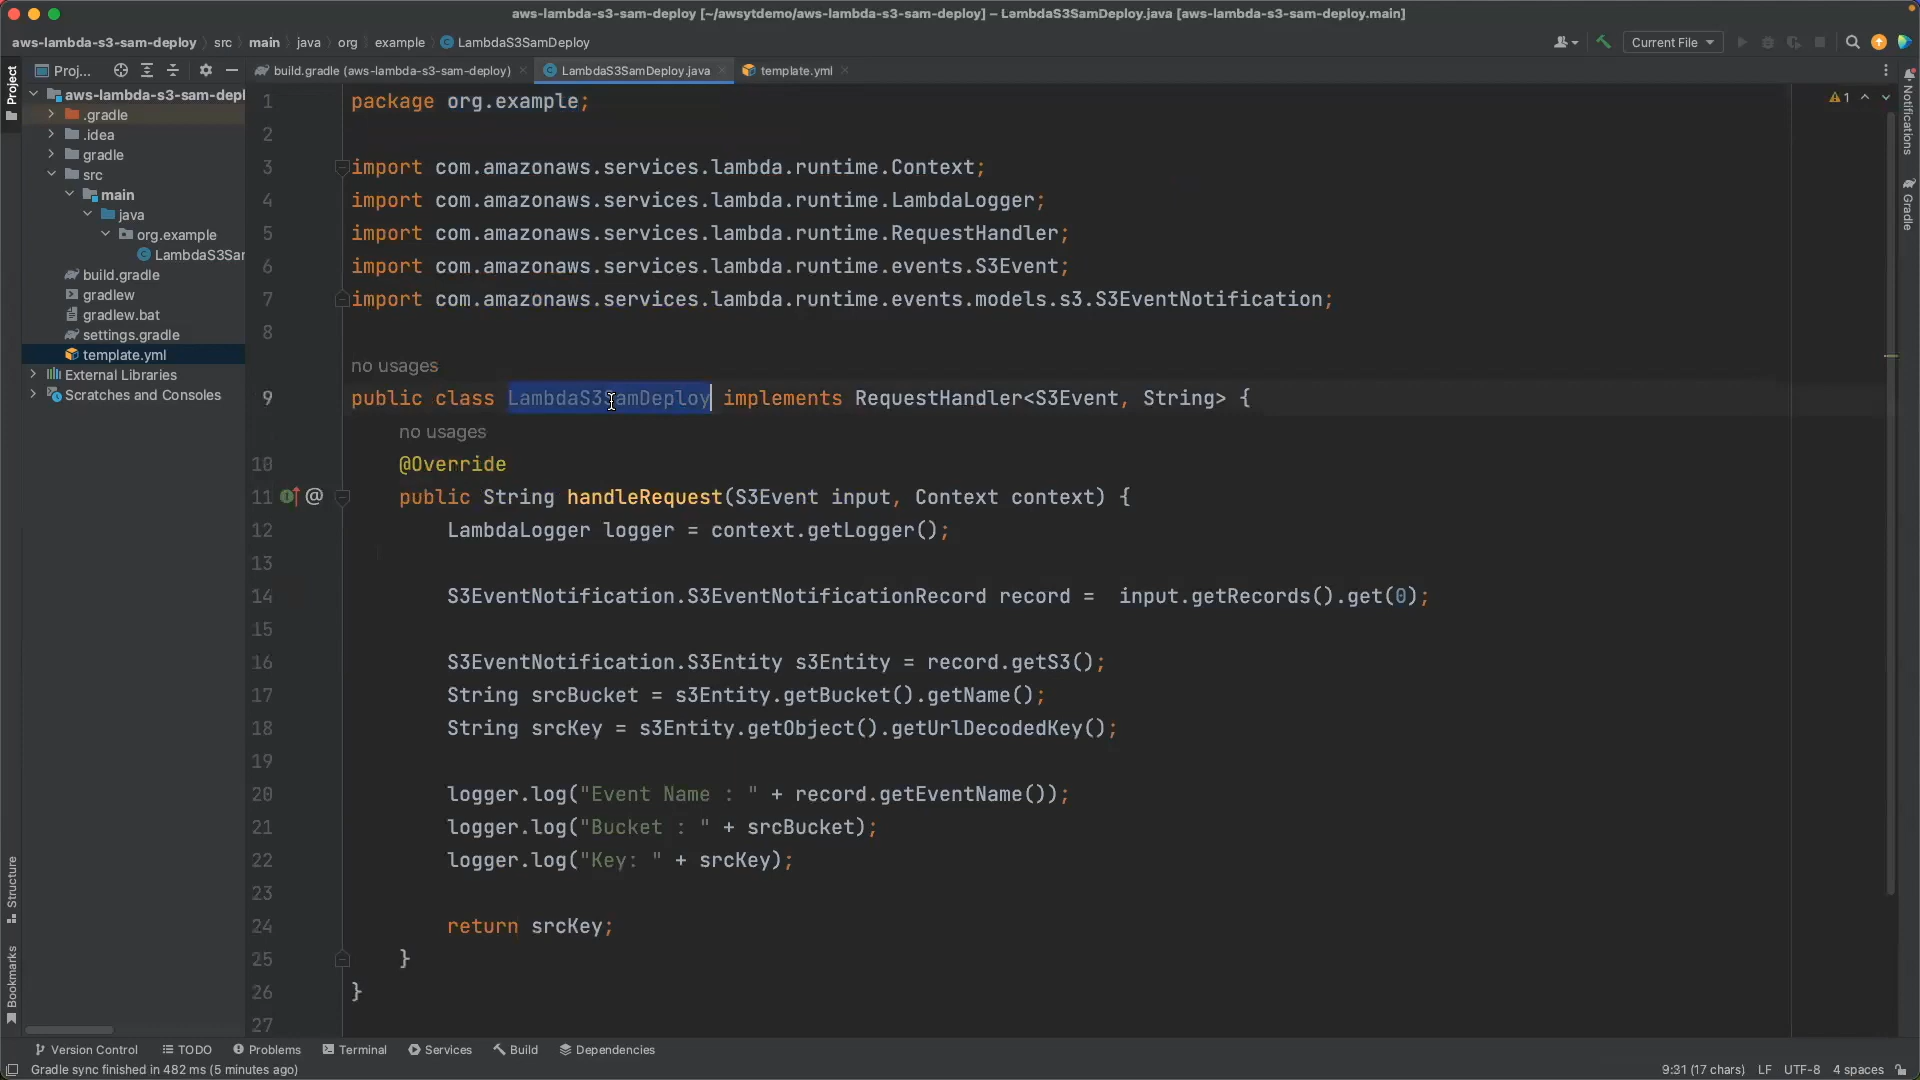 aws-lambda-s3-sam-deploy [~/awsytdemo/aws-lambda-s3-sam-deploy] – LambdaS3SamDeploy.java [aws-lambda-s3-sam-deploy.main]
aws-lambda-s3-sam-deploy src main java org example LambdaS3SamDeploy
Current File
Proj...
build.gradle (aws-lambda-s3-sam-deploy) LambdaS3SamDeploy.java template.yml
Project
aws-lambda-s3-sam-depl
.gradle
.idea
gradle
src
main
java
org.example
LambdaS3Sar
build.gradle
gradlew
gradlew.bat
settings.gradle
template.yml
External Libraries
Scratches and Consoles
Structure
Bookmarks
1 package org.example;
2
3 import com.amazonaws.services.lambda.runtime.Context;
4 import com.amazonaws.services.lambda.runtime.LambdaLogger;
5 import com.amazonaws.services.lambda.runtime.RequestHandler;
6 import com.amazonaws.services.lambda.runtime.events.S3Event;
7 import com.amazonaws.services.lambda.runtime.events.models.s3.S3EventNotification;
8
no usages
9 public class LambdaS3SamDeploy implements RequestHandler<S3Event, String> {
no usages
10 @Override
11 @ public String handleRequest(S3Event input, Context context) {
12 LambdaLogger logger = context.getLogger();
13
14 S3EventNotification.S3EventNotificationRecord record =  input.getRecords().get(0);
15
16 S3EventNotification.S3Entity s3Entity = record.getS3();
17 String srcBucket = s3Entity.getBucket().getName();
18 String srcKey = s3Entity.getObject().getUrlDecodedKey();
19
20 logger.log("Event Name : " + record.getEventName());
21 logger.log("Bucket : " + srcBucket);
22 logger.log("Key: " + srcKey);
23
24 return srcKey;
25 }
26 }
27
1
Notifications
Gradle
Version Control TODO Problems Terminal Services Build Dependencies
Gradle sync finished in 482 ms (5 minutes ago)
9:31 (17 chars) LF UTF-8 4 spaces